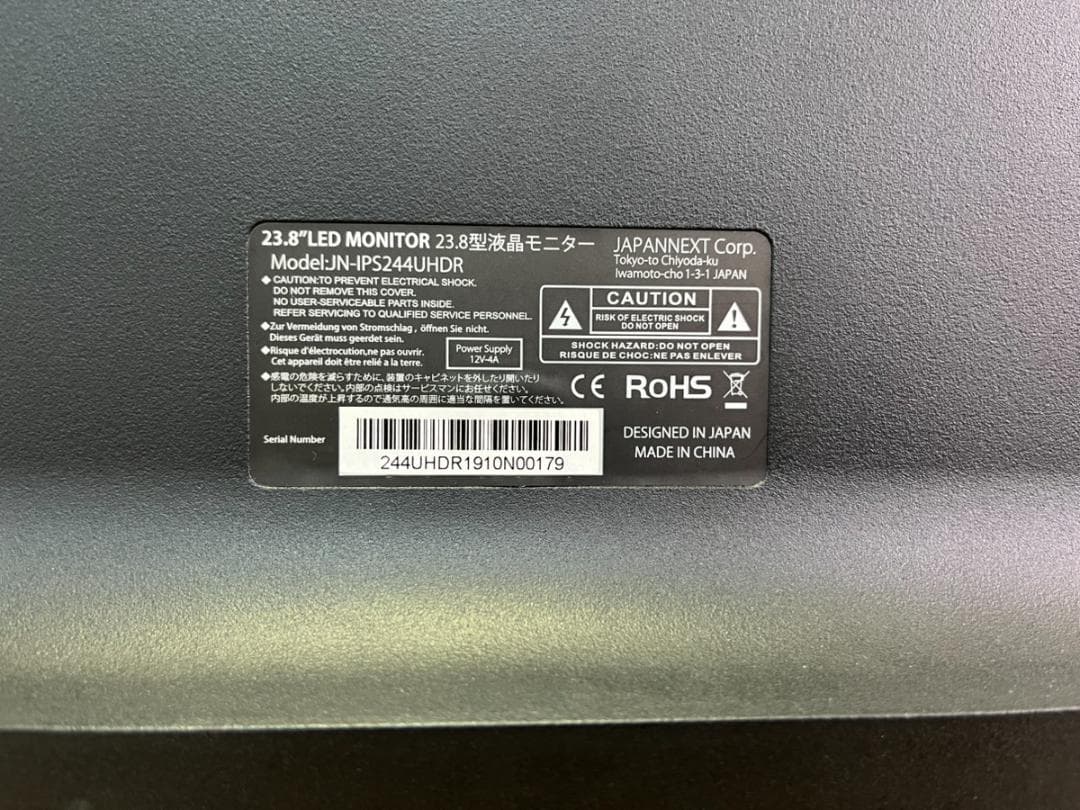 23.8"LED MONITOR 23.8型液晶モニター
Model:JN-IPS244UHDR
JAPANNEXT Corp.
Tokyo-to Chiyoda-ku
Iwamoto-cho 1-3-1 JAPAN
◆ CAUTION:TO PREVENT ELECTRICAL SHOCK.
DO NOT REMOVE THIS COVER.
NO USER-SERVICEABLE PARTS INSIDE.
REFER SERVICING TO QUALIFIED SERVICE PERSONNEL.
◆Zur Vermeidung von Stromschlag , öffnen Sie nicht.
Dieses Gerät muss geerdet sein.
◆Risque d'électrocution,ne pas ouvrir.
Cet appareil doit être relié a la terre.
Power Supply
12V⎓4A
CAUTION
RISK OF ELECTRIC SHOCK
DO NOT OPEN
SHOCK HAZARD:DO NOT OPEN
RISQUE DE CHOC:NE PAS ENLEVER
◆感電の危険を減らすために、装置のキャビネットを外したり開いたり
しないでください。内部の点検はサービスマンにお任せください。
内部の温度が上昇するので通気高の周囲に適当な間隔を置いてください。
CE RoHS
Serial Number
244UHDR1910N00179
DESIGNED IN JAPAN
MADE IN CHINA